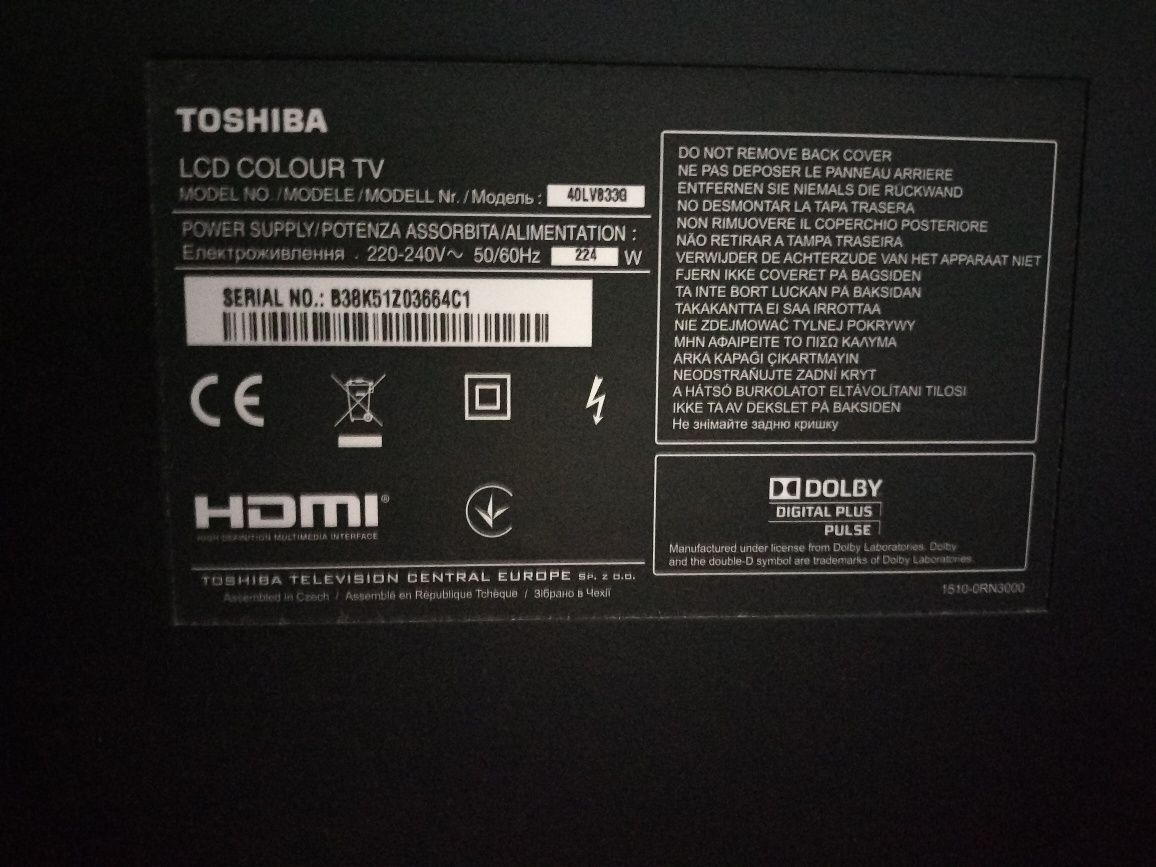 TOSHIBA
LCD COLOUR TV
MODEL NO./MODELE/MODELL Nr./Модель : 40LV833G
POWER SUPPLY/POTENZA ASSORBITA/ALIMENTATION :
Електроживлення . 220-240V~ 50/60Hz 224 W
SERIAL NO.: B38K51Z03664C1
CE
HDMI®
HIGH DEFINITION MULTIMEDIA INTERFACE
TOSHIBA TELEVISION CENTRAL EUROPE SP. Z O.O.
Assembled in Czech / Assemblé en République Tchèque / Зібрано в Чехії
DO NOT REMOVE BACK COVER
NE PAS DEPOSER LE PANNEAU ARRIERE
ENTFERNEN SIE NIEMALS DIE RÜCKWAND
NO DESMONTAR LA TAPA TRASERA
NON RIMUOVERE IL COPERCHIO POSTERIORE
NÃO RETIRAR A TAMPA TRASEIRA
VERWIJDER DE ACHTERZUDE VAN HET APPARAAT NIET
FJERN IKKE COVERET PÅ BAGSIDEN
TA INTE BORT LUCKAN PÅ BAKSIDAN
TAKAKANTTA EI SAA IRROTTAA
NIE ZDEJMOWAĆ TYLNEJ POKRYWY
ΜΗΝ ΑΦΑΙΡΕΙΤΕ ΤΟ ΠΙΣΩ ΚΑΛΥΜΑ
ARKA KAPAĞI ÇIKARTMAYIN
NEODSTRAŇUJTE ZADNÍ KRYT
A HÁTSÓ BURKOLATOT ELTÁVOLÍTANI TILOSI
IKKE TA AV DEKSLET PÅ BAKSIDEN
Не знімайте задню кришку
DOLBY
DIGITAL PLUS
PULSE
Manufactured under license from Dolby Laboratories. Dolby
and the double-D symbol are trademarks of Dolby Laboratories.
1510-0RN3000